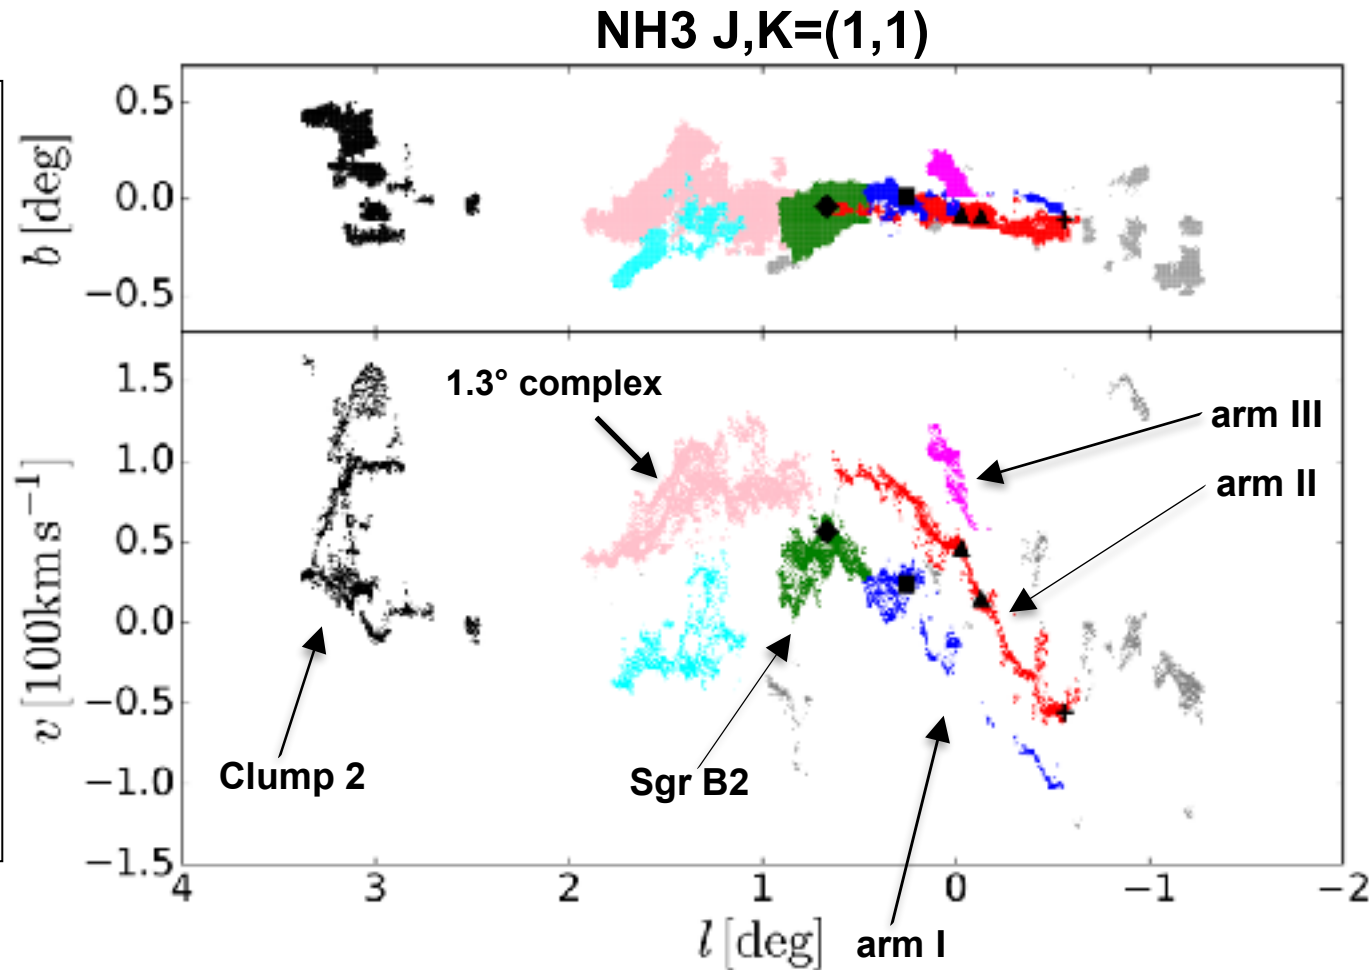 NH3 J,K=(1,1)
0.5
0.0
−0.5
b [deg]
1.5
1.0
0.5
0.0
−0.5
−1.0
−1.5
v [100km s⁻¹]
1.3° complex
arm III
arm II
Clump 2
Sgr B2
arm I
4 3 2 1 0 −1 −2
l [deg]